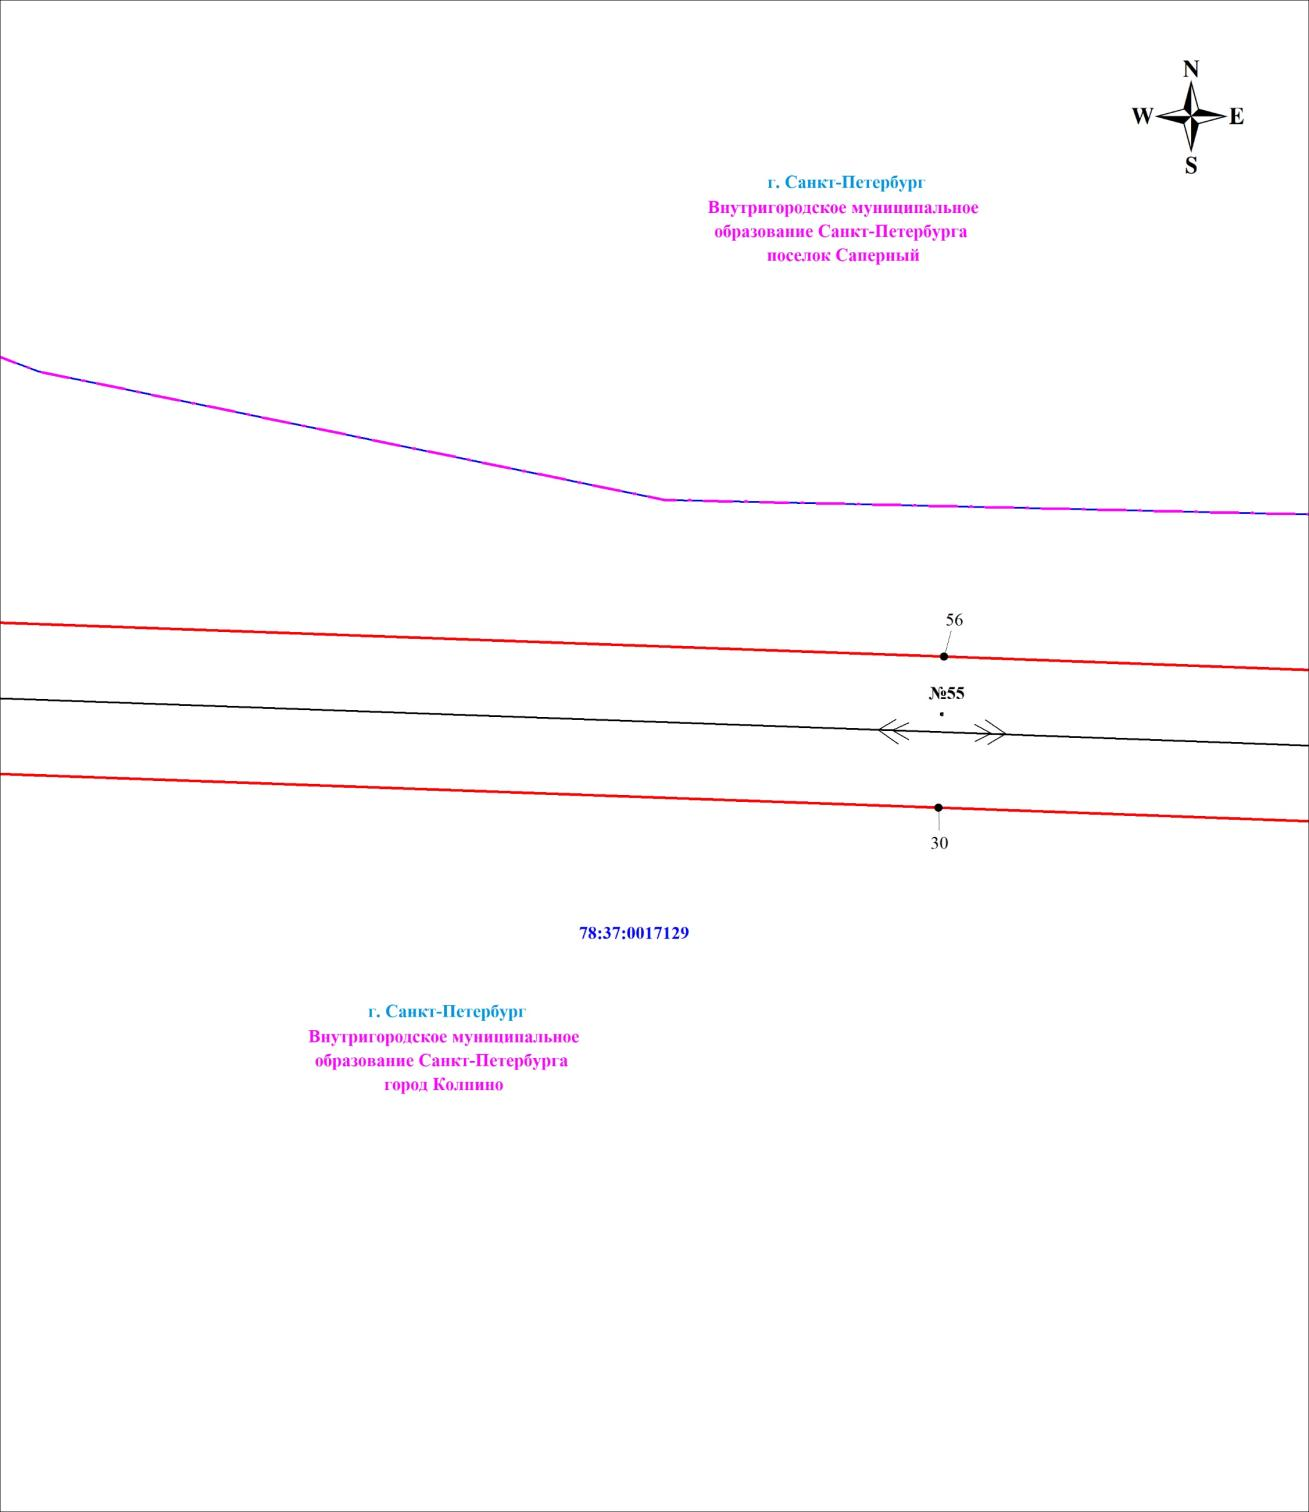 N
W E
S
г. Санкт-Петербург
Внутригородское муниципальное
образование Санкт-Петербурга
поселок Саперный
56
№55
30
78:37:0017129
г. Санкт-Петербург
Внутригородское муниципальное
образование Санкт-Петербурга
город Колпино